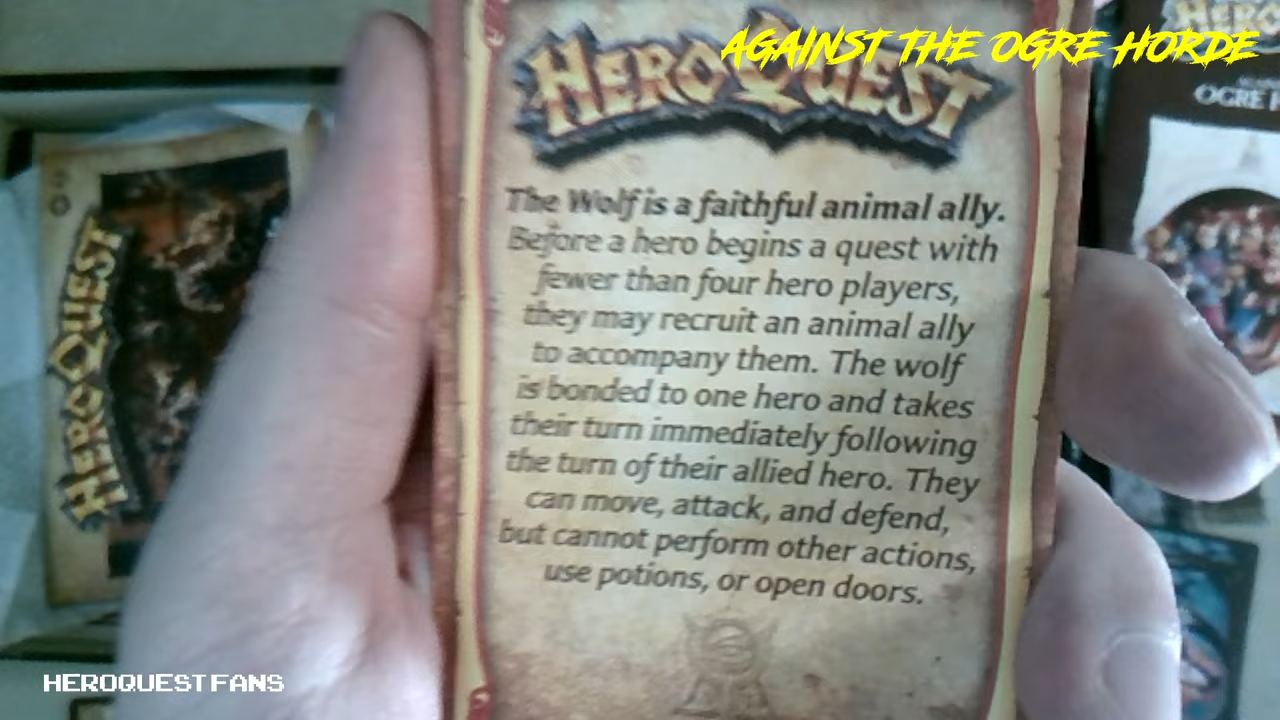 AGAINST THE OGRE HORDE
HEROQUEST
The Wolf is a faithful animal ally.
Before a hero begins a quest with
fewer than four hero players,
they may recruit an animal ally
to accompany them. The wolf
is bonded to one hero and takes
their turn immediately following
the turn of their allied hero. They
can move, attack, and defend,
but cannot perform other actions,
use potions, or open doors.
HEROQUEST
HERO
OGRE
HEROQUEST FANS